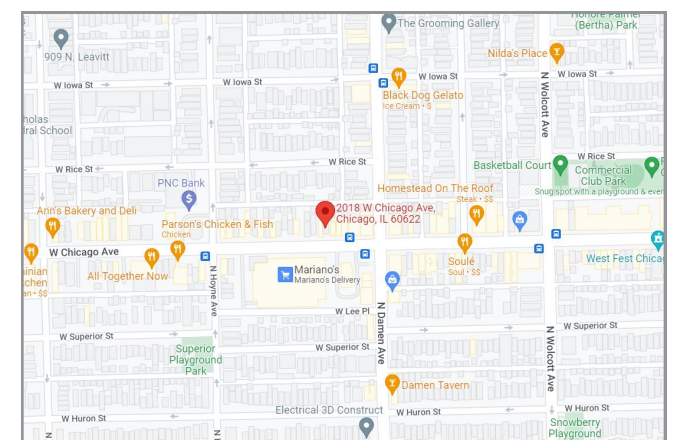 Honore Palmer
(Bertha) Park
The Grooming Gallery
909 N. Leavitt
Nilda's Place
W Iowa St
W Iowa St
W Iowa St
N Wolcott Ave
Black Dog Gelato
Ice Cream • $
holas
ral School
W Rice St
W Rice St
W Rice St
Basketball Court
Commercial
Club Park
Snug spot with a playground & ever
PNC Bank
Homestead On The Roof
Steak • $$
2018 W Chicago Ave,
Chicago, IL 60622
Ann's Bakery and Deli
Parson's Chicken & Fish
Chicken
W Chicago Ave
All Together Now
inian
tchen
an • $$
Soulé
Soul • $$
West Fest Chica
Mariano's
Mariano's Delivery
N Hoyne Ave
N Damen Ave
W Lee Pl
W Superior St
W Superior St
W Superior St
N Wolcott Ave
Superior
Playground
Park
Damen Tavern
Electrical 3D Construct
W Huron St
W Huron St
Snowberry
Playground
N
N